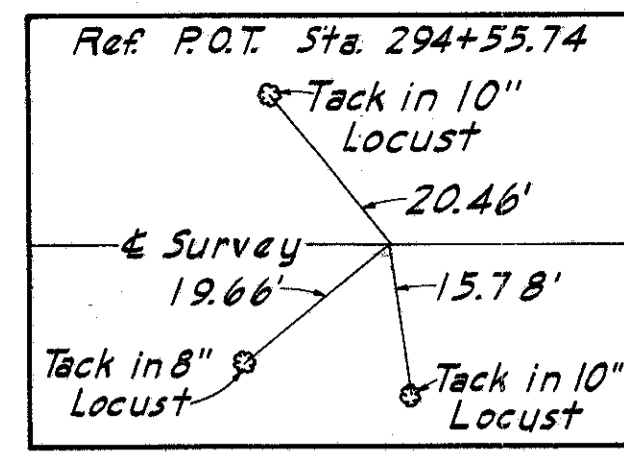 Ref. P.O.T. Sta. 294+55.74
Tack in 10"
Locust
20.46'
℄ Survey
19.66'
15.78'
Tack in 8"
Locust
Tack in 10"
Locust